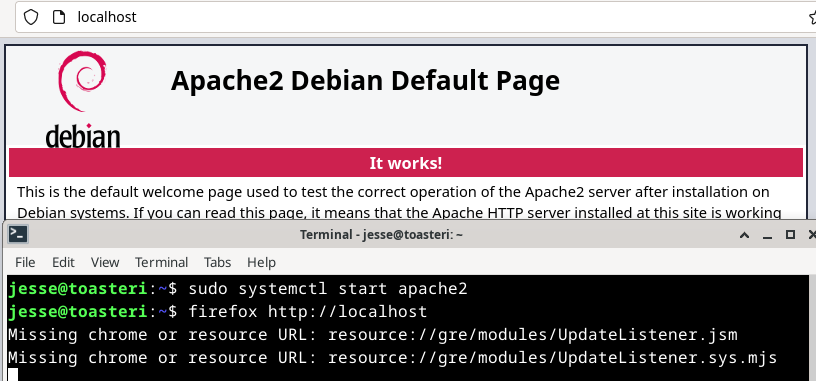 localhost
Apache2 Debian Default Page
debian
It works!
This is the default welcome page used to test the correct operation of the Apache2 server after installation on
Debian systems. If you can read this page, it means that the Apache HTTP server installed at this site is working
Terminal - jesse@toasteri: ~
File Edit View Terminal Tabs Help
jesse@toasteri:~$ sudo systemctl start apache2
jesse@toasteri:~$ firefox http://localhost
Missing chrome or resource URL: resource://gre/modules/UpdateListener.jsm
Missing chrome or resource URL: resource://gre/modules/UpdateListener.sys.mjs